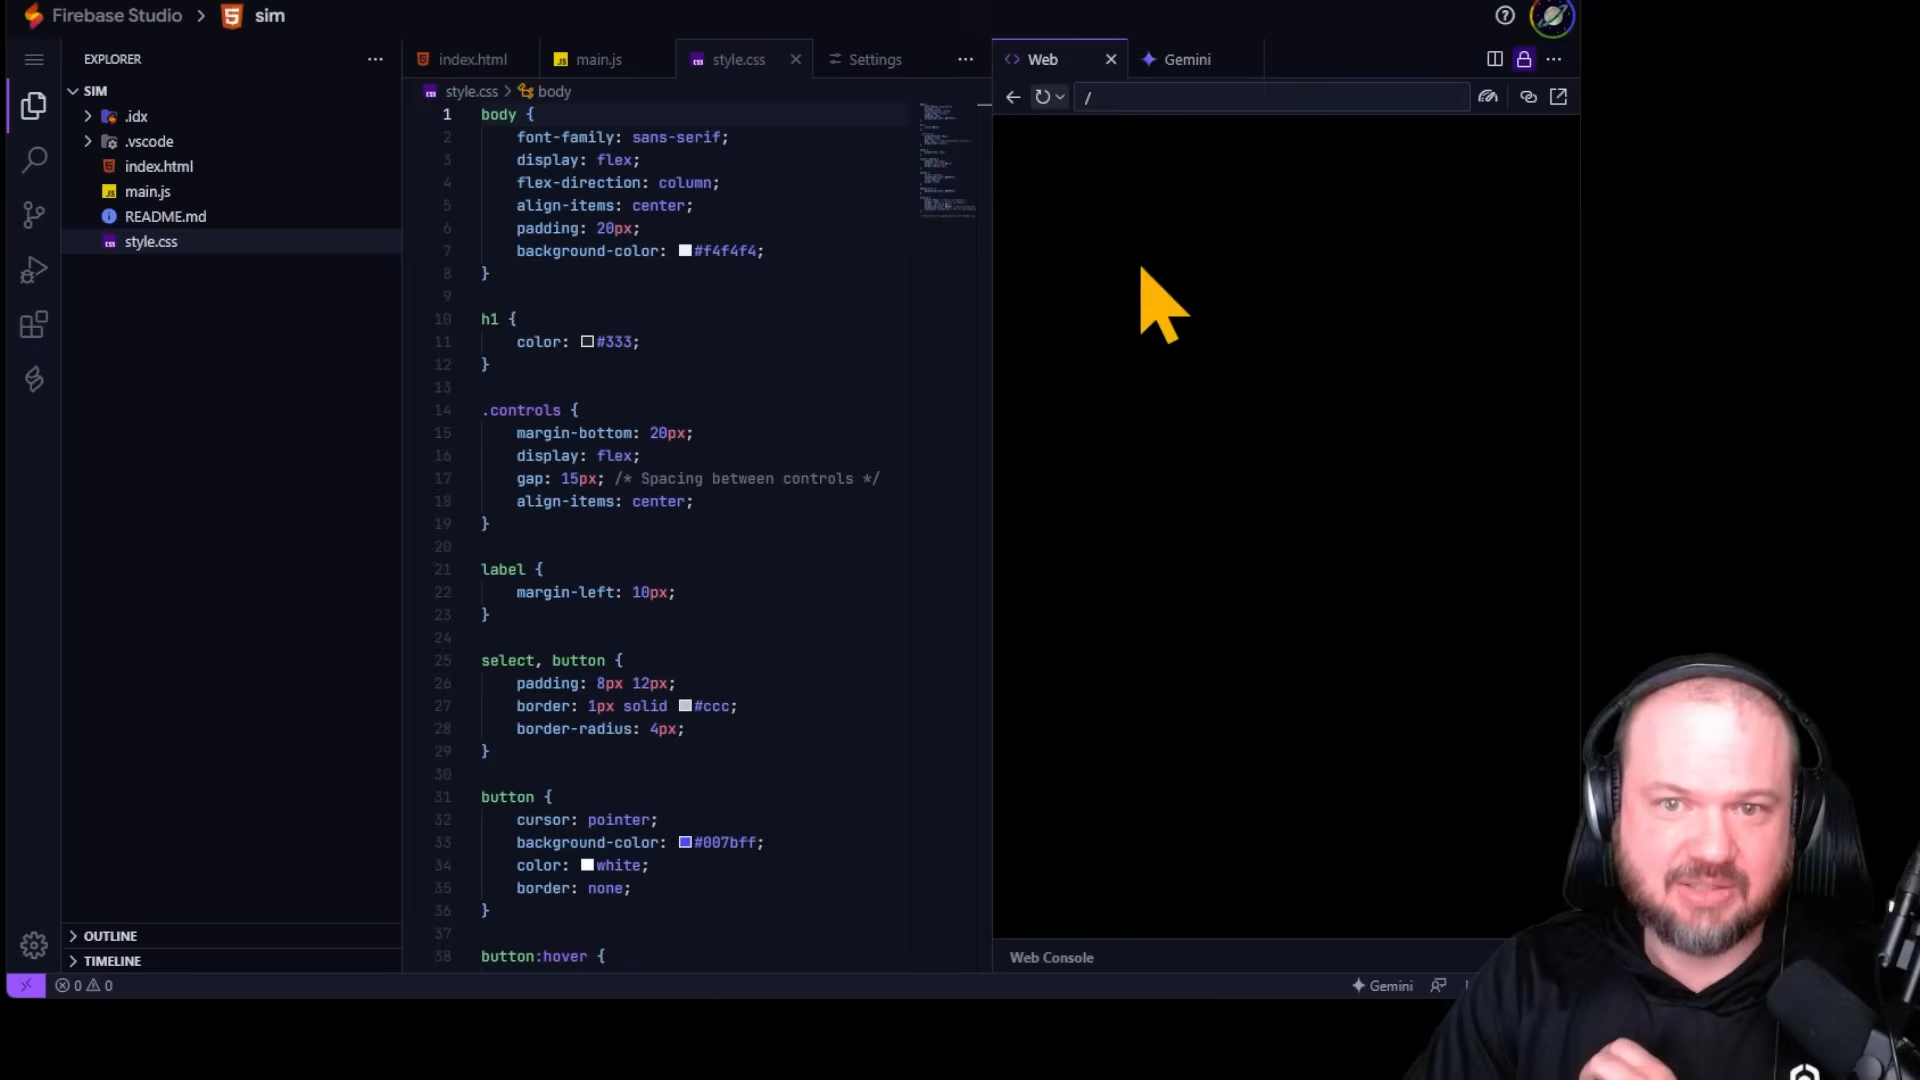 Firebase Studio > sim
EXPLORER
SIM
.idx
.vscode
index.html
main.js
README.md
style.css
OUTLINE
TIMELINE
index.html
main.js
style.css
Settings
style.css > body
1 body {
2 font-family: sans-serif;
3 display: flex;
4 flex-direction: column;
5 align-items: center;
6 padding: 20px;
7 background-color: #f4f4f4;
8 }
9
10 h1 {
11 color: #333;
12 }
13
14 .controls {
15 margin-bottom: 20px;
16 display: flex;
17 gap: 15px; /* Spacing between controls */
18 align-items: center;
19 }
20
21 label {
22 margin-left: 10px;
23 }
24
25 select, button {
26 padding: 8px 12px;
27 border: 1px solid #ccc;
28 border-radius: 4px;
29 }
30
31 button {
32 cursor: pointer;
33 background-color: #007bff;
34 color: white;
35 border: none;
36 }
37
38 button:hover {
Web
Gemini
/
Web Console
0 0
Gemini